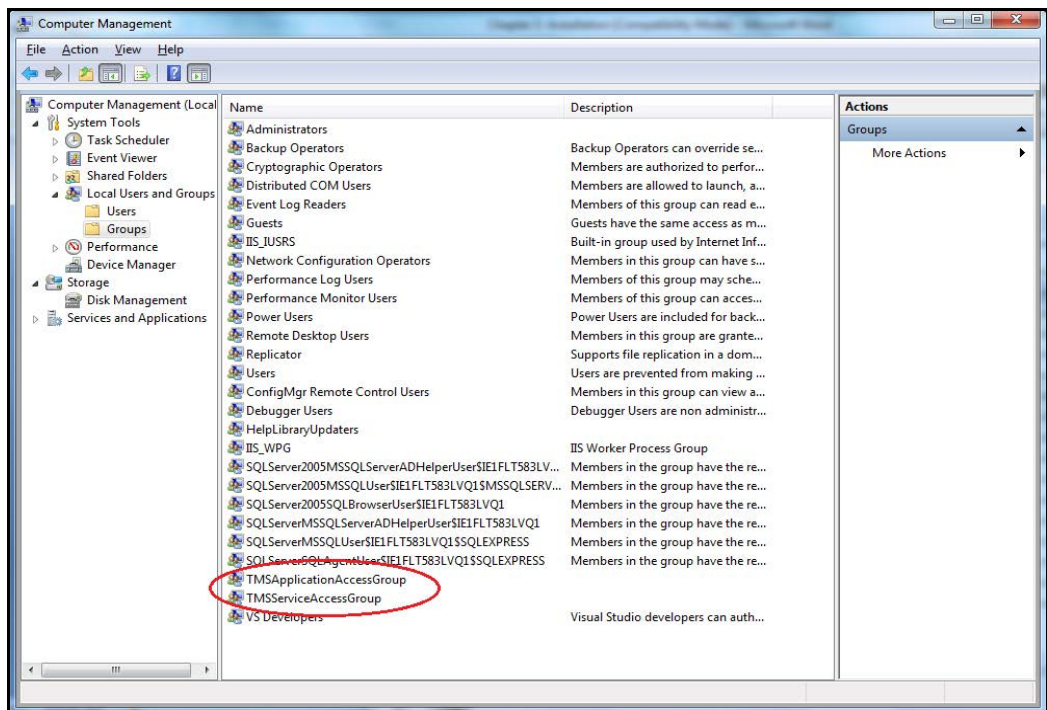 Computer Management
File Action View Help
Computer Management (Local
System Tools
Task Scheduler
Event Viewer
Shared Folders
Local Users and Groups
Users
Groups
Performance
Device Manager
Storage
Disk Management
Services and Applications
Name Description
Administrators
Backup Operators Backup Operators can override se...
Cryptographic Operators Members are authorized to perfor...
Distributed COM Users Members are allowed to launch, a...
Event Log Readers Members of this group can read e...
Guests Guests have the same access as m...
IIS_IUSRS Built-in group used by Internet Inf...
Network Configuration Operators Members in this group can have s...
Performance Log Users Members of this group may sche...
Performance Monitor Users Members of this group can acces...
Power Users Power Users are included for back...
Remote Desktop Users Members in this group are grante...
Replicator Supports file replication in a dom...
Users Users are prevented from making ...
ConfigMgr Remote Control Users Members in this group can view a...
Debugger Users Debugger Users are non administr...
HelpLibraryUpdaters
IIS_WPG IIS Worker Process Group
SQLServer2005MSSQLServerADHelperUser$IE1FLT583LV... Members in the group have the re...
SQLServer2005MSSQLUser$IE1FLT583LVQ1$MSSQLSERV... Members in the group have the re...
SQLServer2005SQLBrowserUser$IE1FLT583LVQ1 Members in the group have the re...
SQLServerMSSQLServerADHelperUser$IE1FLT583LVQ1 Members in the group have the re...
SQLServerMSSQLUser$IE1FLT583LVQ1$SQLEXPRESS Members in the group have the re...
SQLServerSQLAgentUser$IE1FLT583LVQ1$SQLEXPRESS Members in the group have the re...
TMSApplicationAccessGroup
TMSServiceAccessGroup
VS Developers Visual Studio developers can auth...
Actions
Groups
More Actions